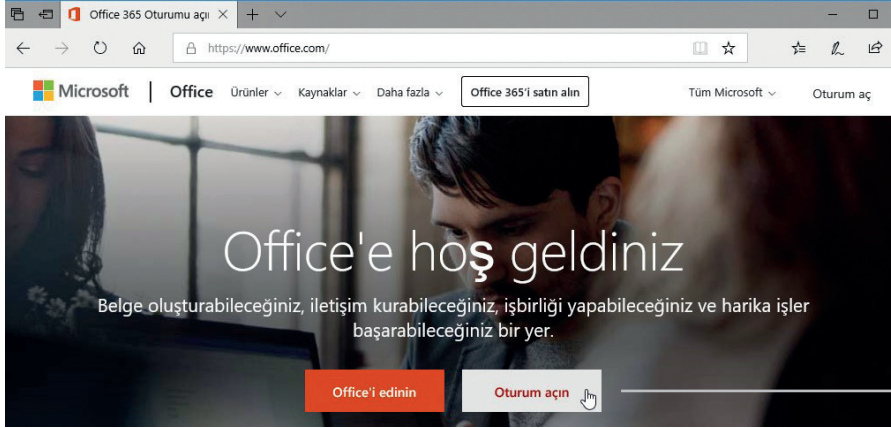 Office 365 Oturumu açı
https://www.office.com/
Microsoft | Office Ürünler Kaynaklar Daha fazla Office 365'i satın alın Tüm Microsoft Oturum aç
Office'e hoş geldiniz
Belge oluşturabileceğiniz, iletişim kurabileceğiniz, işbirliği yapabileceğiniz ve harika işler
başarabileceğiniz bir yer.
Office'i edinin Oturum açın